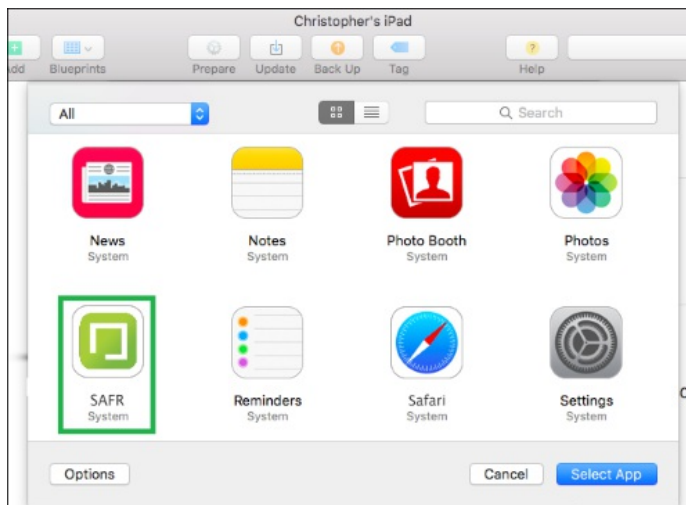 Christopher's iPad
Add Blueprints Prepare Update Back Up Tag Help
All Search
News Notes Photo Booth Photos
System System System System
SAFR Reminders Safari Settings
System System System System
Options Cancel Select App